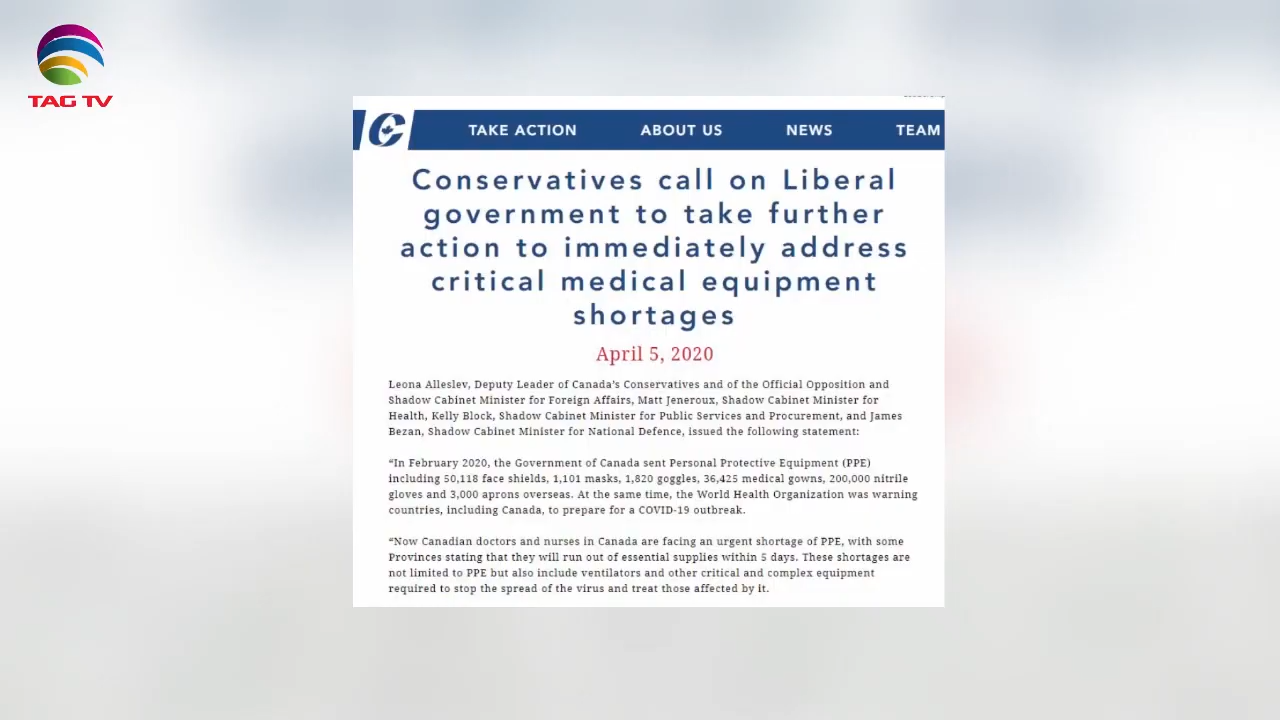 TAG TV
TAKE ACTION ABOUT US NEWS TEAM
Conservatives call on Liberal
government to take further
action to immediately address
critical medical equipment
shortages
April 5, 2020
Leona Alleslev, Deputy Leader of Canada's Conservatives and of the Official Opposition and
Shadow Cabinet Minister for Foreign Affairs, Matt Jeneroux, Shadow Cabinet Minister for
Health, Kelly Block, Shadow Cabinet Minister for Public Services and Procurement, and James
Bezan, Shadow Cabinet Minister for National Defence, issued the following statement:
“In February 2020, the Government of Canada sent Personal Protective Equipment (PPE)
including 50,118 face shields, 1,101 masks, 1,820 goggles, 36,425 medical gowns, 200,000 nitrile
gloves and 3,000 aprons overseas. At the same time, the World Health Organization was warning
countries, including Canada, to prepare for a COVID-19 outbreak.
“Now Canadian doctors and nurses in Canada are facing an urgent shortage of PPE, with some
Provinces stating that they will run out of essential supplies within 5 days. These shortages are
not limited to PPE but also include ventilators and other critical and complex equipment
required to stop the spread of the virus and treat those affected by it.